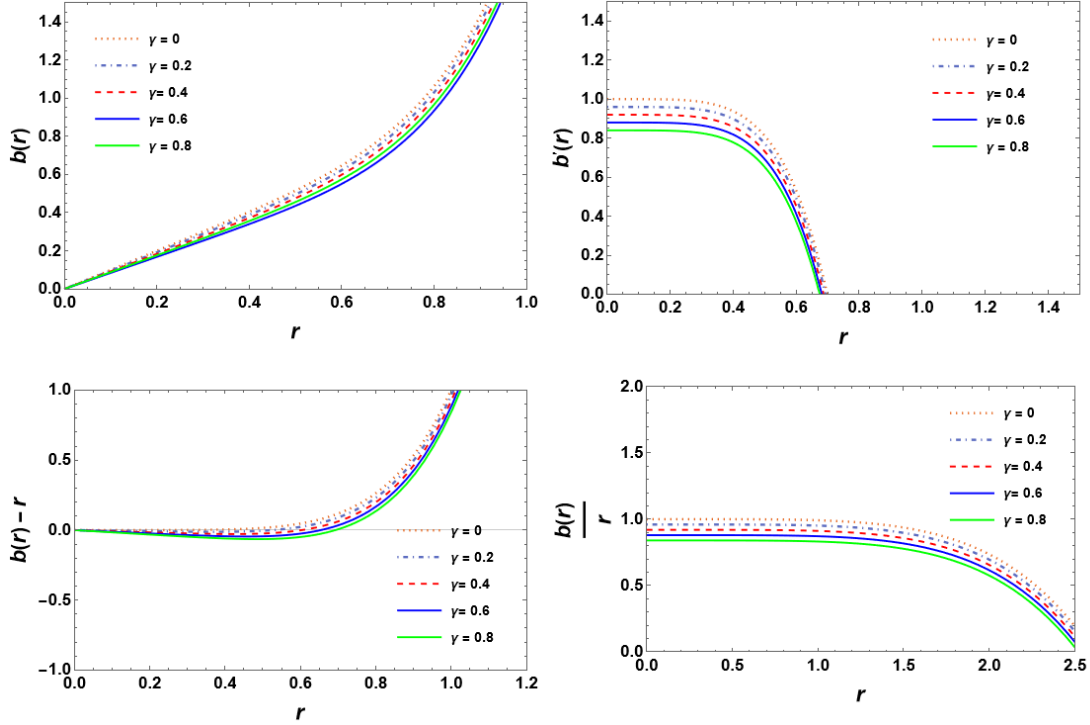 γ = 0
γ = 0.2
γ= 0.4
γ = 0.6
γ = 0.8
b(r)
1.4
1.2
1.0
0.8
0.6
0.4
0.2
0.0
0.0 0.2 0.4 0.6 0.8 1.0
r
γ = 0
γ = 0.2
γ= 0.4
γ = 0.6
γ = 0.8
b'(r)
1.4
1.2
1.0
0.8
0.6
0.4
0.2
0.0
0.0 0.2 0.4 0.6 0.8 1.0 1.2 1.4
r
b(r) – r
1.0
0.5
0.0
−0.5
−1.0
γ = 0
γ = 0.2
γ= 0.4
γ = 0.6
γ = 0.8
0.0 0.2 0.4 0.6 0.8 1.0 1.2
r
b(r)
r
2.0
1.5
1.0
0.5
0.0
γ = 0
γ = 0.2
γ= 0.4
γ = 0.6
γ = 0.8
0.0 0.5 1.0 1.5 2.0 2.5
r